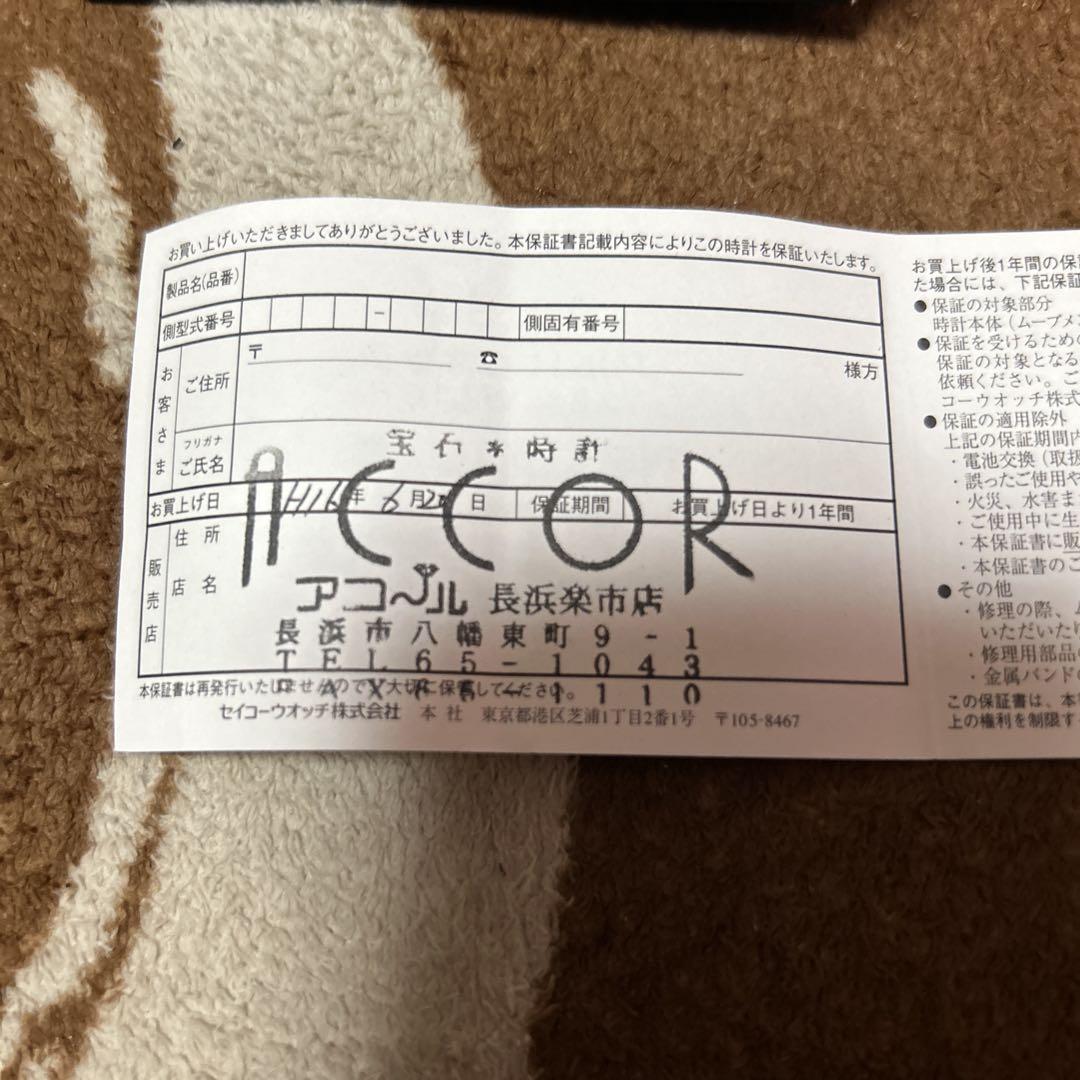 お買い上げいただきましてありがとうございました。本保証書記載内容によりこの時計を保証いたします。
製品名(品番)
側型式番号 - 側固有番号
お客さま
ご住所 〒 ☎ 様方
フリガナ
ご氏名
宝石*時計
お買上げ日 H16年 6月 日 保証期間 お買上げ日より1年間
ACCOR
販売店
住所
店名
アコール 長浜楽市店
長浜市八幡東町9-1
TEL65-1043
FAX65-1110
本保証書は再発行いたしませんので、大切に保管してください。
セイコーウオッチ株式会社 本社 東京都港区芝浦1丁目2番1号 〒105-8467
お買上げ後1年間の保証
た場合には、下記保証
●保証の対象部分
時計本体(ムーブメン
●保証を受けるための
保証の対象となる
依頼ください。ご
コーウオッチ株式
●保証の適用除外
上記の保証期間内
・電池交換(取扱
・誤ったご使用や
・火災、水害ま
・ご使用中に生
・本保証書に販
・本保証書のご
●その他
・修理の際、
いただいたり
・修理用部品の
・金属バンドの
この保証書は、本
上の権利を制限す